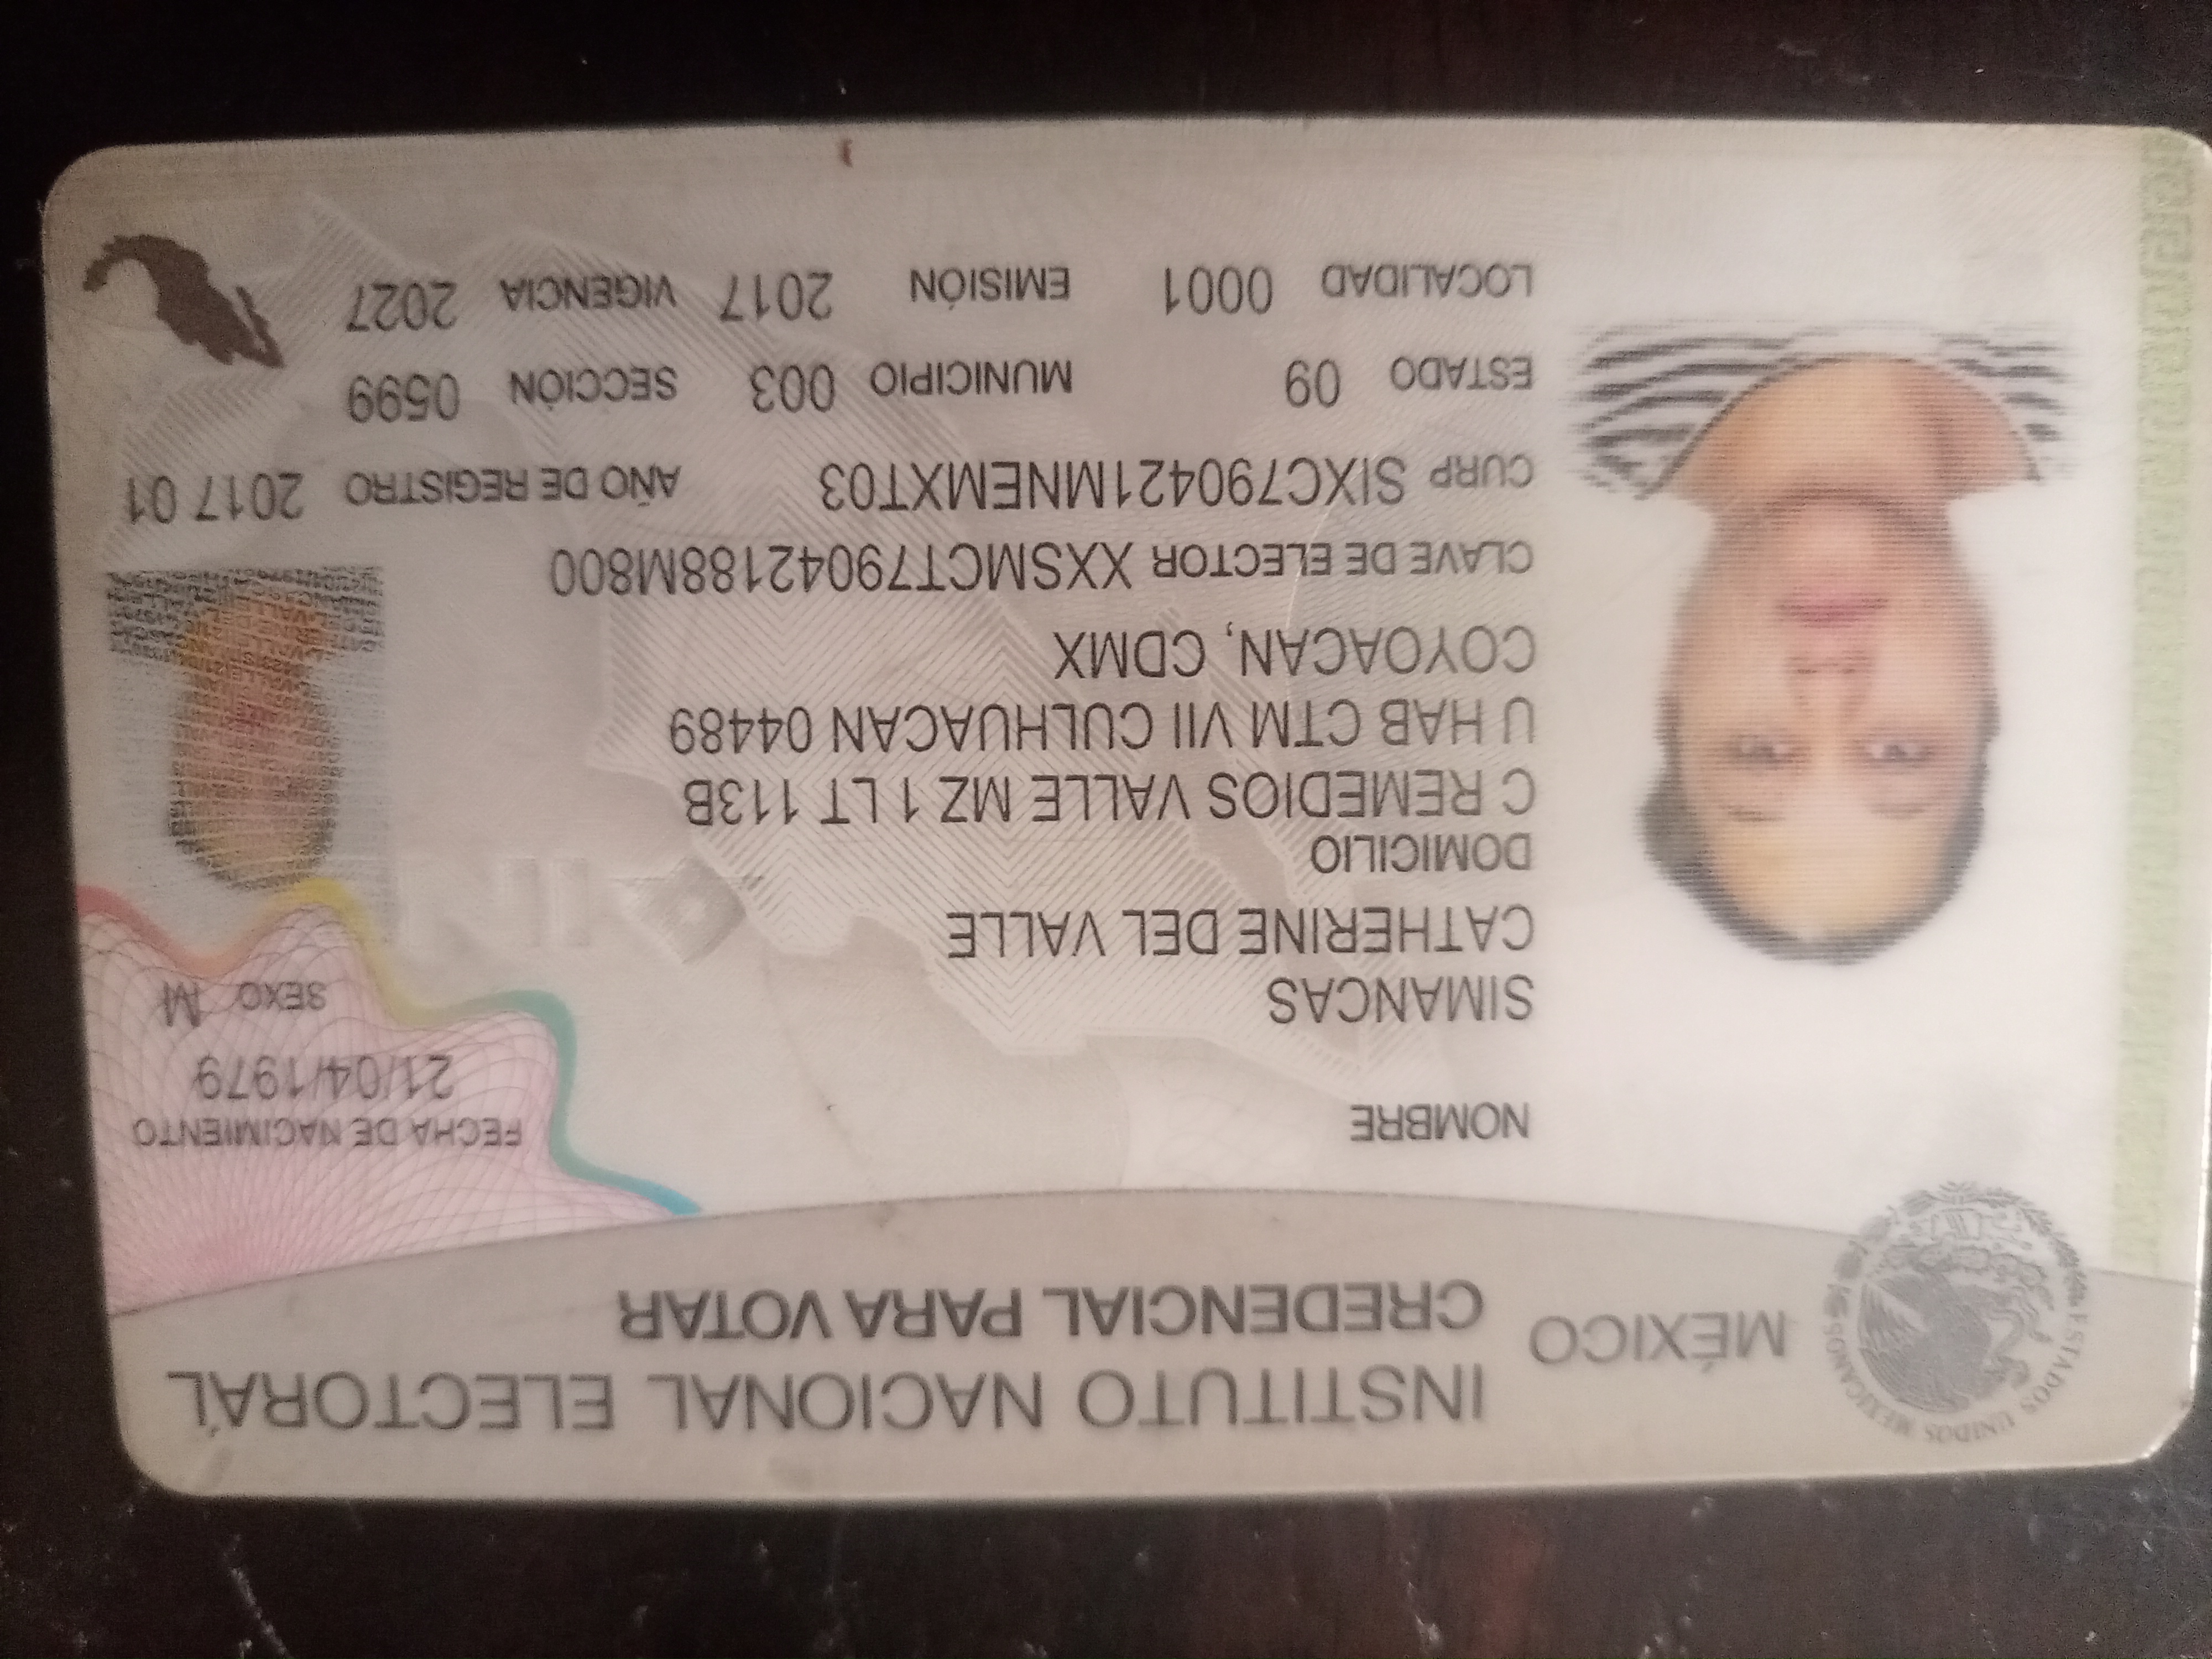 MÉXICO
INSTITUTO NACIONAL ELECTORAL
CREDENCIAL PARA VOTAR
ESTADOS UNIDOS MEXICANOS
NOMBRE
SIMANCAS
CATHERINE DEL VALLE
FECHA DE NACIMIENTO
21/04/1979
SEXO M
DOMICILIO
C REMEDIOS VALLE MZ 1 LT 113B
U HAB CTM VII CULHUACAN 04489
COYOACAN, CDMX
CLAVE DE ELECTOR XXSMCT79042188M800
CURP SIXC790421MNEMXT03 AÑO DE REGISTRO 2017 01
ESTADO 09 MUNICIPIO 003 SECCIÓN 0599
LOCALIDAD 0001 EMISIÓN 2017 VIGENCIA 2027
INE